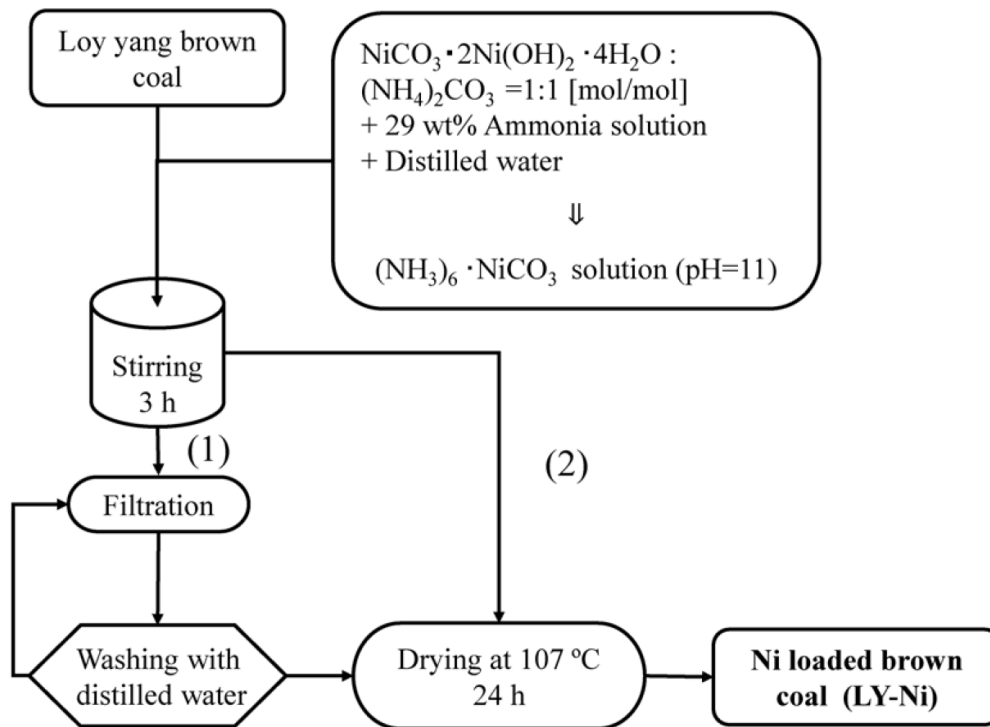 Loy yang brown
coal
NiCO₃·2Ni(OH)₂ ·4H₂O :
(NH₄)₂CO₃ =1:1 [mol/mol]
+ 29 wt% Ammonia solution
+ Distilled water
⇓
(NH₃)₆ ·NiCO₃ solution (pH=11)
Stirring
3 h
(1)
(2)
Filtration
Washing with
distilled water
Drying at 107 ºC
24 h
Ni loaded brown
coal (LY-Ni)